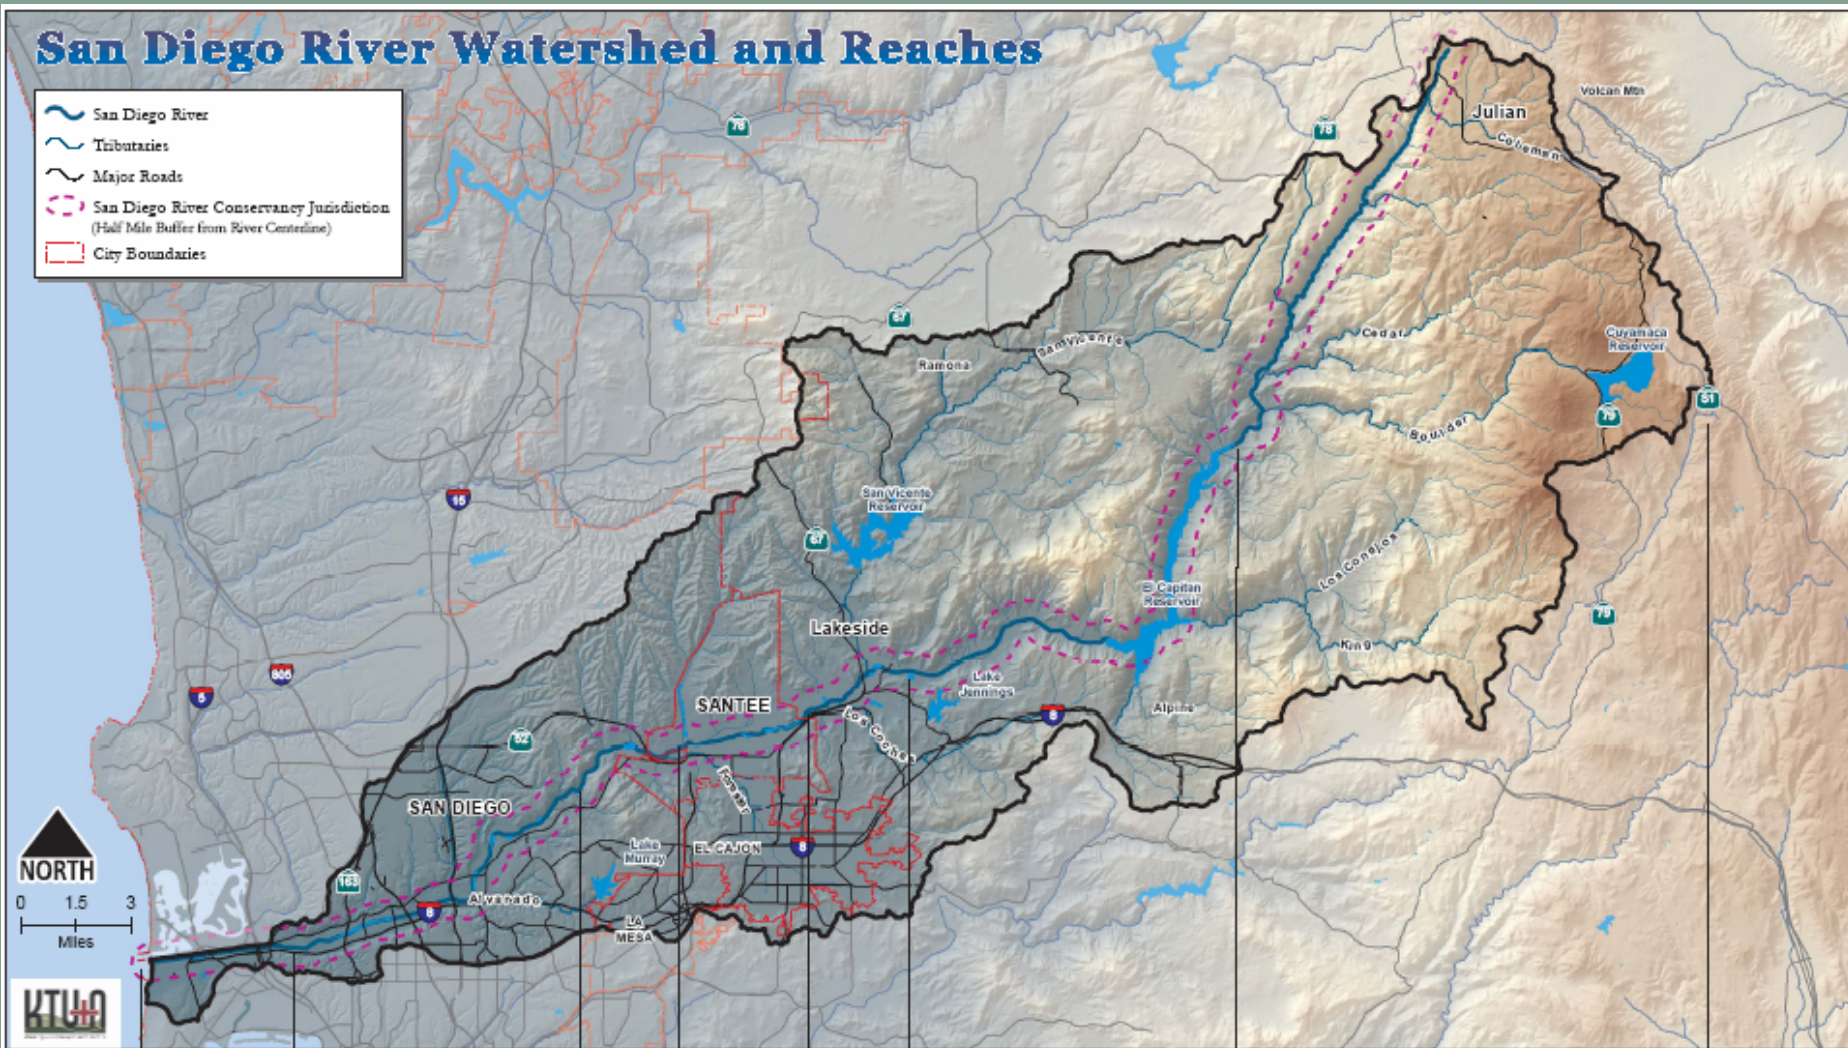 San Diego River Watershed and Reaches
San Diego River
Tributaries
Major Roads
San Diego River Conservancy Jurisdiction
(Half Mile Buffer from River Centerline)
City Boundaries
Volcan Mtn
Julian
Coleman
78
78
67
Ramona
San Vicente
Cedar
Cuyamaca
Reservoir
79
S1
Boulder
15
San Vicente
Reservoir
67
Los Conejos
El Capitan
Reservoir
79
Lakeside
King
805
5
Lake
Jennings
SANTEE
Alpine
8
52
Los Coches
Forester
SAN DIEGO
Lake
Murray
EL CAJON
8
163
8
Alvarado
LA
MESA
NORTH
0 1.5 3
Miles
KTU+A